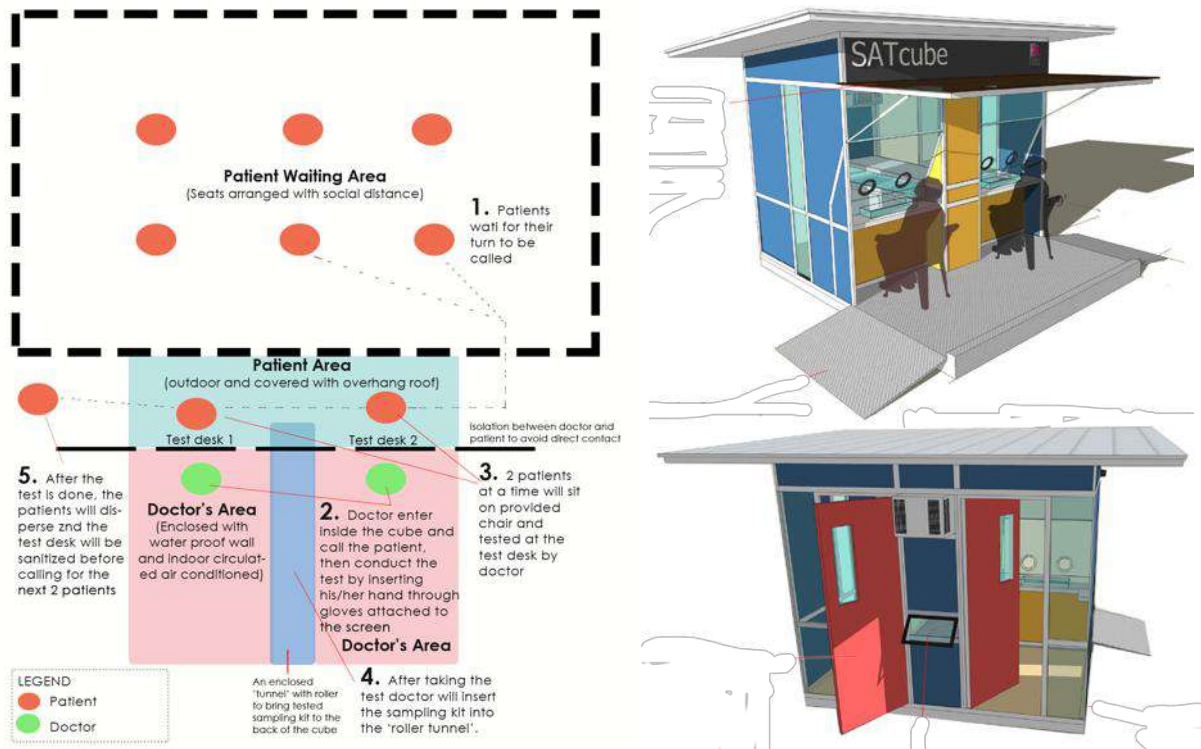 Patient Waiting Area
(Seats arranged with social distance)
1. Patients
wati for their
turn to be
called
Patient Area
(outdoor and covered with overhang roof)
Test desk 1
Test desk 2
Isolation between doctor and
patient to avoid direct contact
5. After the
test is done, the
patients will dis-
perse znd the
test desk will be
sanitized before
calling for the
next 2 patients
Doctor's Area
(Enclosed with
water proof wall
and indoor circulat-
ed air conditioned)
2. Doctor enter
inside the cube and
call the patient,
then conduct the
test by inserting
his/her hand through
gloves attached to
the screen
Doctor's Area
3. 2 patients
at a time will sit
on provided
chair and
tested at the
test desk by
doctor
An enclosed
'tunnel' with roller
to bring tested
sampling kit to the
back of the cube
4. After taking the
test doctor will insert
the sampling kit into
the 'roller tunnel'.
LEGEND
Patient
Doctor
SATcube